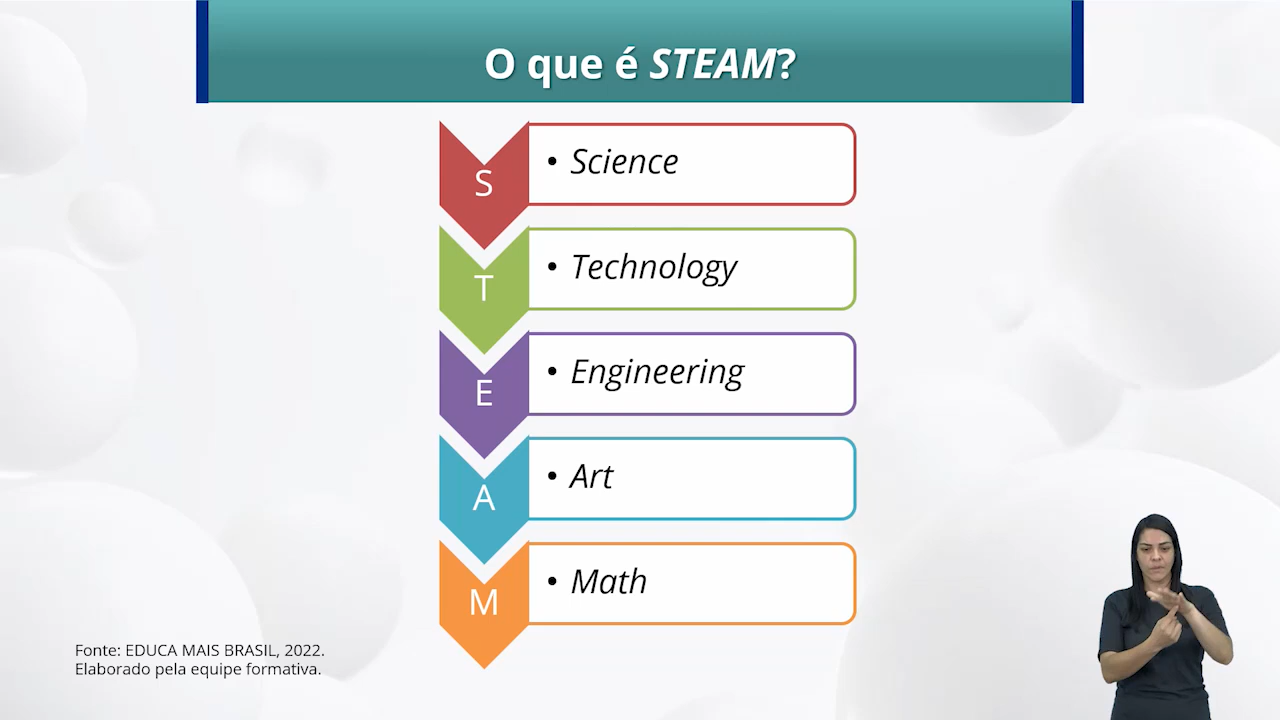 O que é STEAM?
S
• Science
T
• Technology
E
• Engineering
A
• Art
M
• Math
Fonte: EDUCA MAIS BRASIL, 2022.
Elaborado pela equipe formativa.